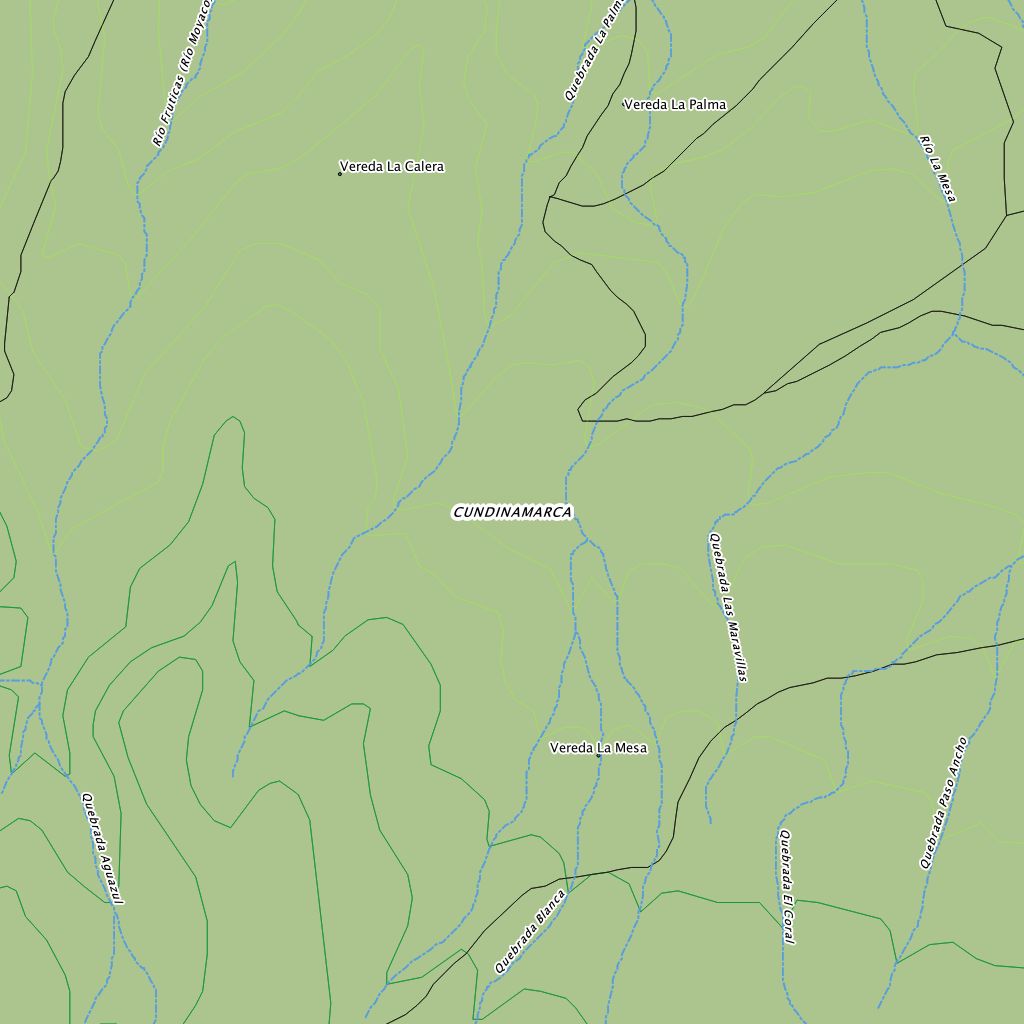 Río Fruticas (Río Moyaco
Quebrada La Palm
Vereda La Palma
Río La Mesa
Vereda La Calera
CUNDINAMARCA
Quebrada Las Maravillas
Vereda La Mesa
Quebrada Paso Ancho
Quebrada Aguazul
Quebrada El Coral
Quebrada Blanca